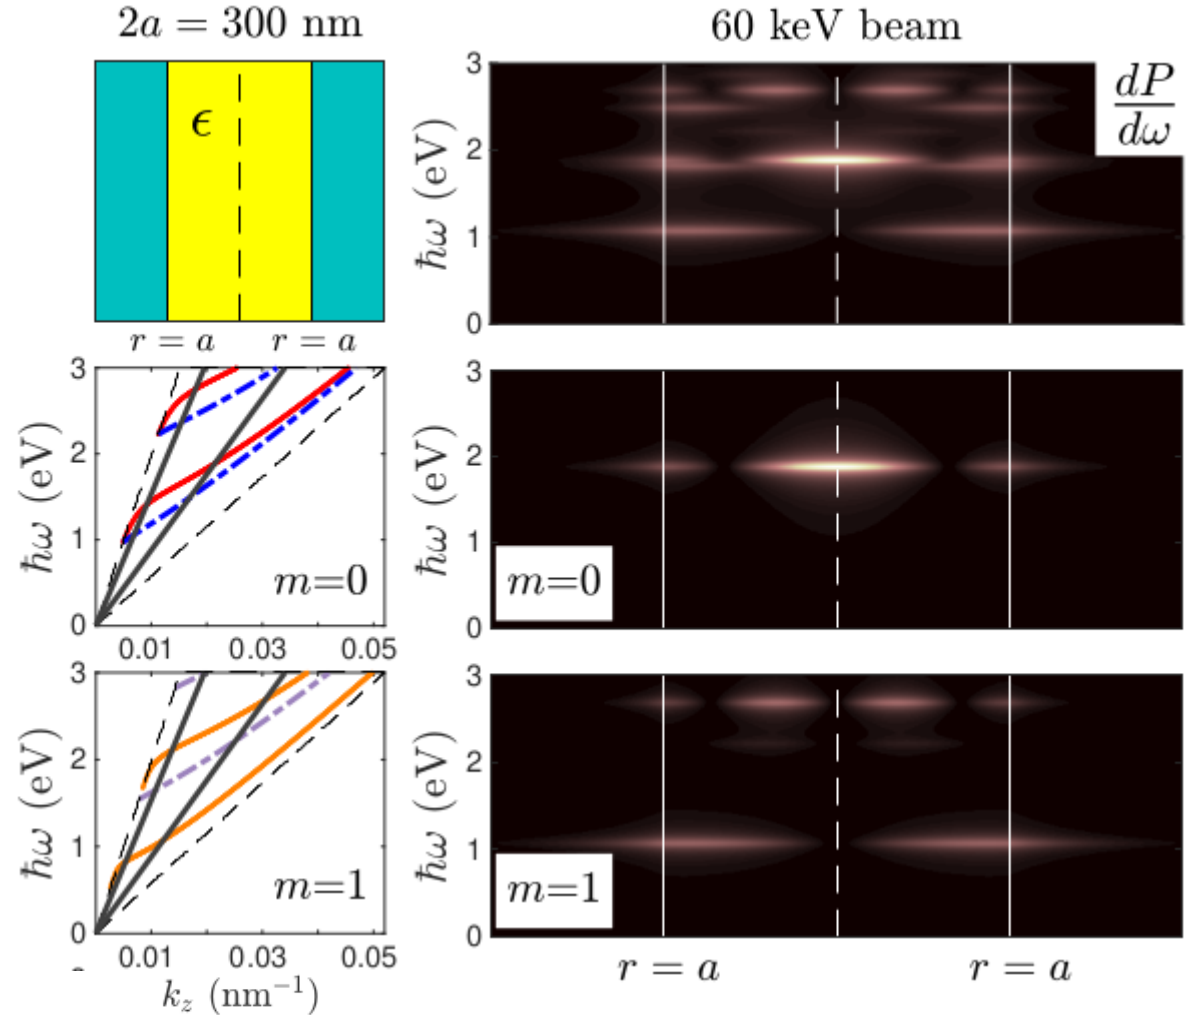 2a = 300 nm
60 keV beam
ϵ
r = a
r = a
3
2
1
0
ħω (eV)
dP
dω
3
2
1
0
ħω (eV)
0.01
0.03
0.05
m=0
3
2
1
0
ħω (eV)
m=0
3
2
1
0
ħω (eV)
0.01
0.03
0.05
m=1
k_z (nm⁻¹)
3
2
1
0
ħω (eV)
m=1
r = a
r = a